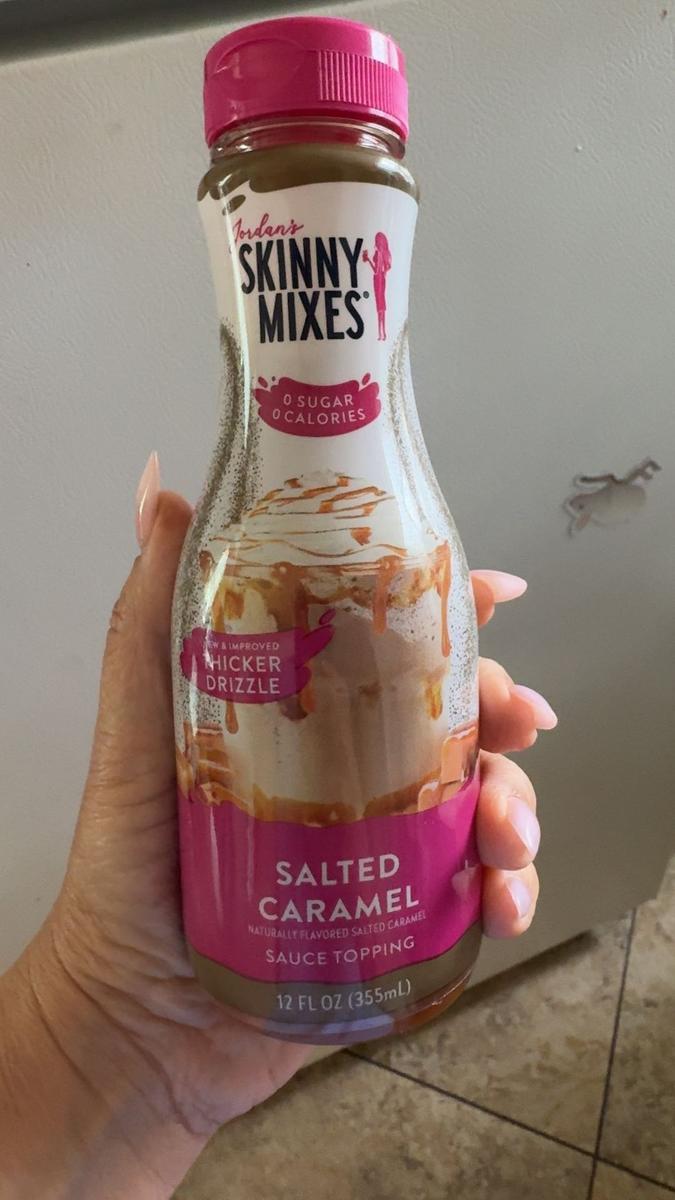 Jordan's
SKINNY
MIXES®
0 SUGAR
0 CALORIES
& IMPROVED
DRIZZLE
SALTED
CARAMEL
NATURALLY FLAVORED SALTED CARAMEL
SAUCE TOPPING
12 FL OZ (355mL)